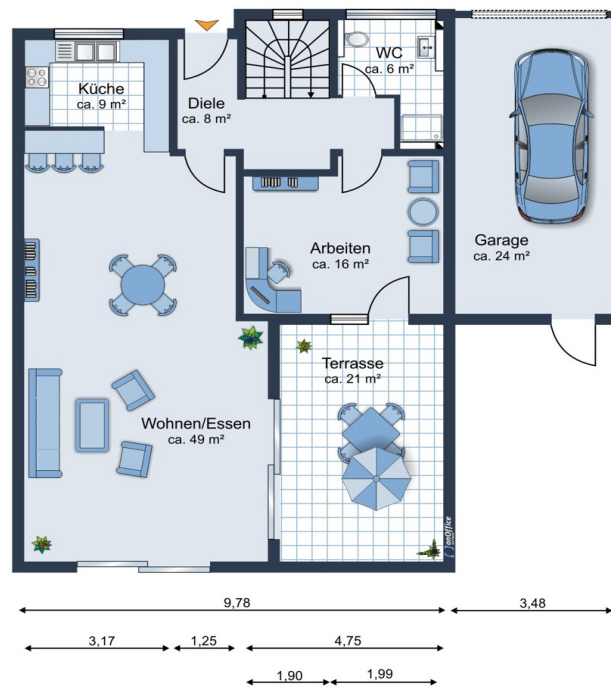 Küche
ca. 9 m²
Diele
ca. 8 m²
WC
ca. 6 m²
Arbeiten
ca. 16 m²
Garage
ca. 24 m²
Terrasse
ca. 21 m²
Wohnen/Essen
ca. 49 m²
onOffice
9,78
3,48
3,17
1,25
4,75
1,90
1,99